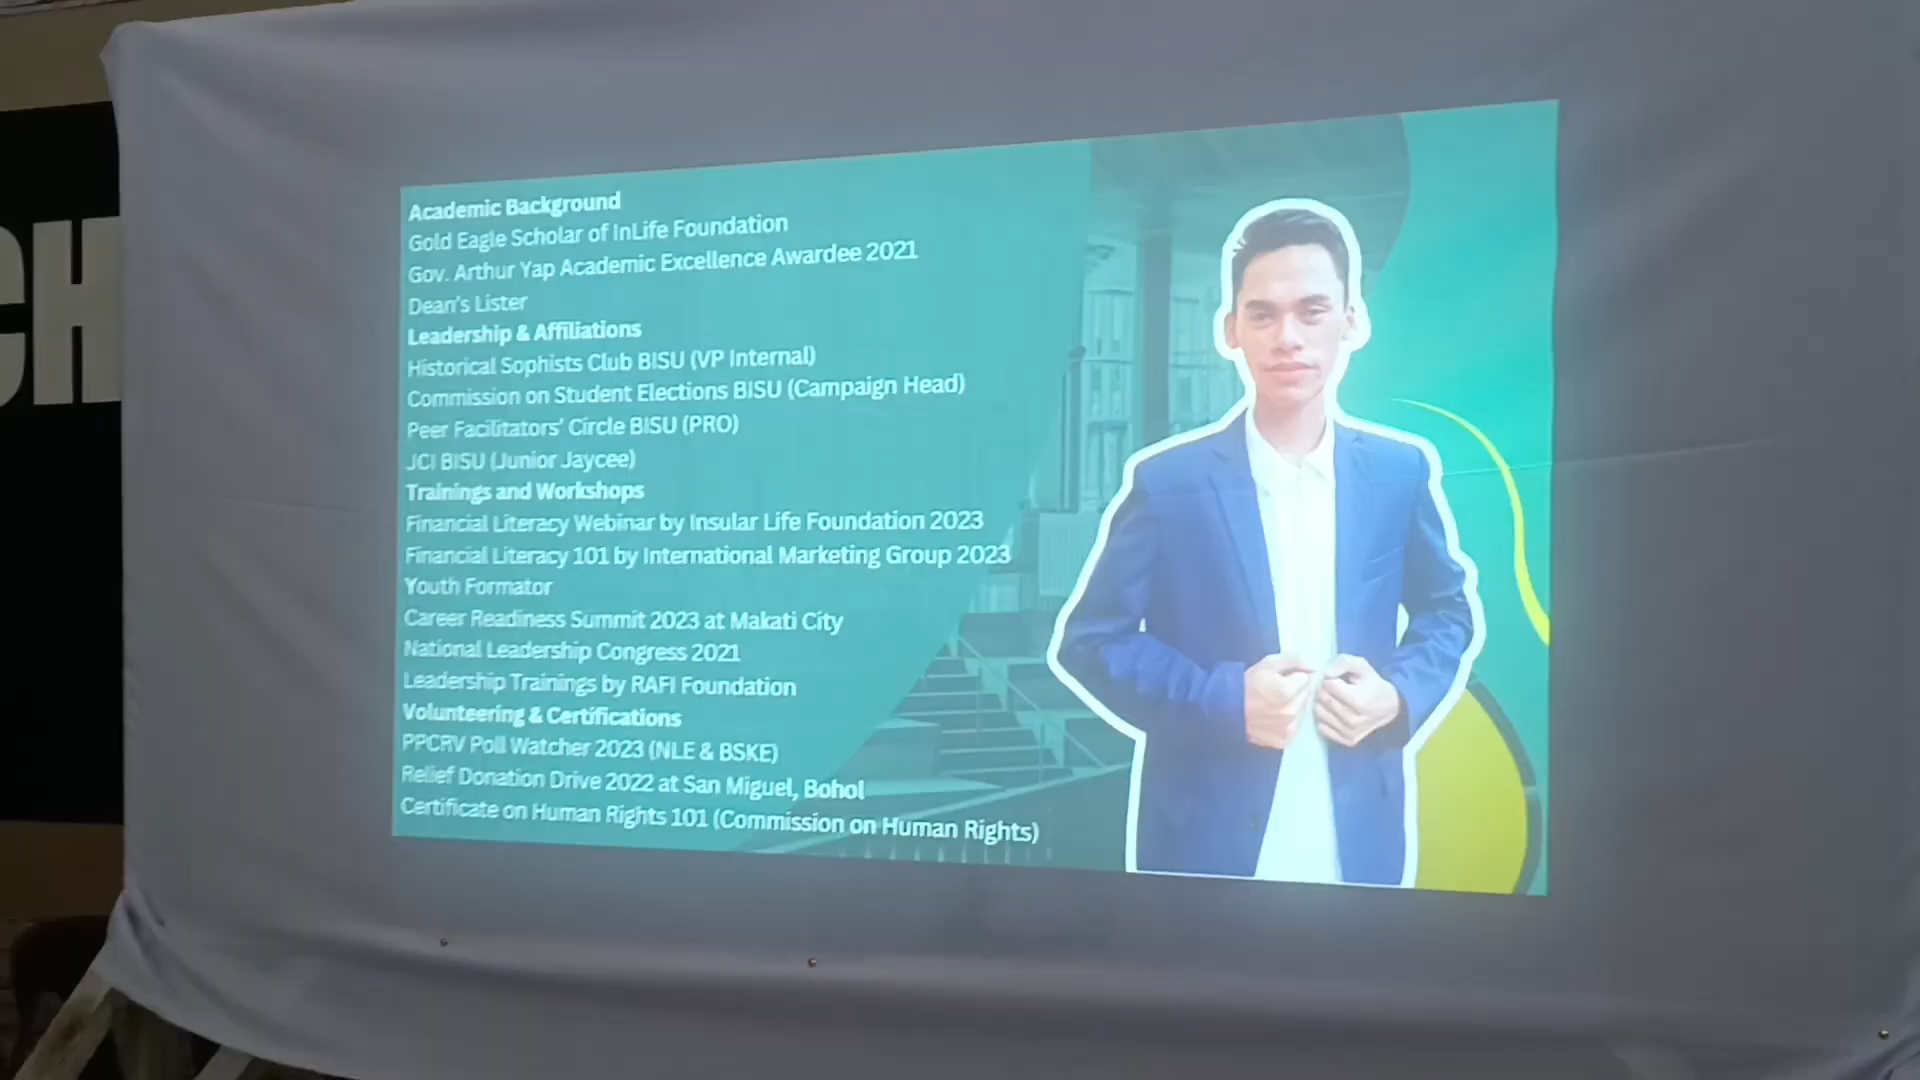 CH
Academic Background
Gold Eagle Scholar of InLife Foundation
Gov. Arthur Yap Academic Excellence Awardee 2021
Dean's Lister
Leadership & Affiliations
Historical Sophists Club BISU (VP Internal)
Commission on Student Elections BISU (Campaign Head)
Peer Facilitators' Circle BISU (PRO)
JCI BISU (Junior Jaycee)
Trainings and Workshops
Financial Literacy Webinar by Insular Life Foundation 2023
Financial Literacy 101 by International Marketing Group 2023
Youth Formator
Career Readiness Summit 2023 at Makati City
National Leadership Congress 2021
Leadership Trainings by RAFI Foundation
Volunteering & Certifications
PPCRV Poll Watcher 2023 (NLE & BSKE)
Relief Donation Drive 2022 at San Miguel, Bohol
Certificate on Human Rights 101 (Commission on Human Rights)